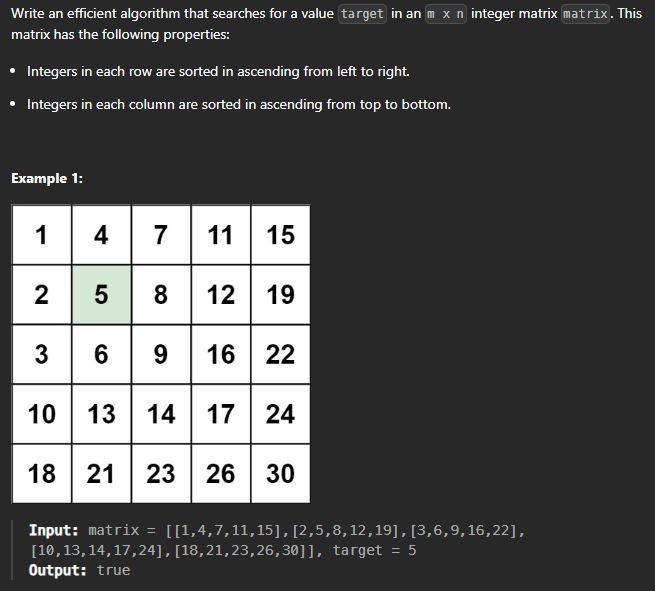 Write an efficient algorithm that searches for a value target in an m x n integer matrix matrix. This
matrix has the following properties:
• Integers in each row are sorted in ascending from left to right.
• Integers in each column are sorted in ascending from top to bottom.
Example 1:
1 4 7 11 15
2 5 8 12 19
3 6 9 16 22
10 13 14 17 24
18 21 23 26 30
Input: matrix = [[1,4,7,11,15],[2,5,8,12,19],[3,6,9,16,22],
[10,13,14,17,24],[18,21,23,26,30]], target = 5
Output: true